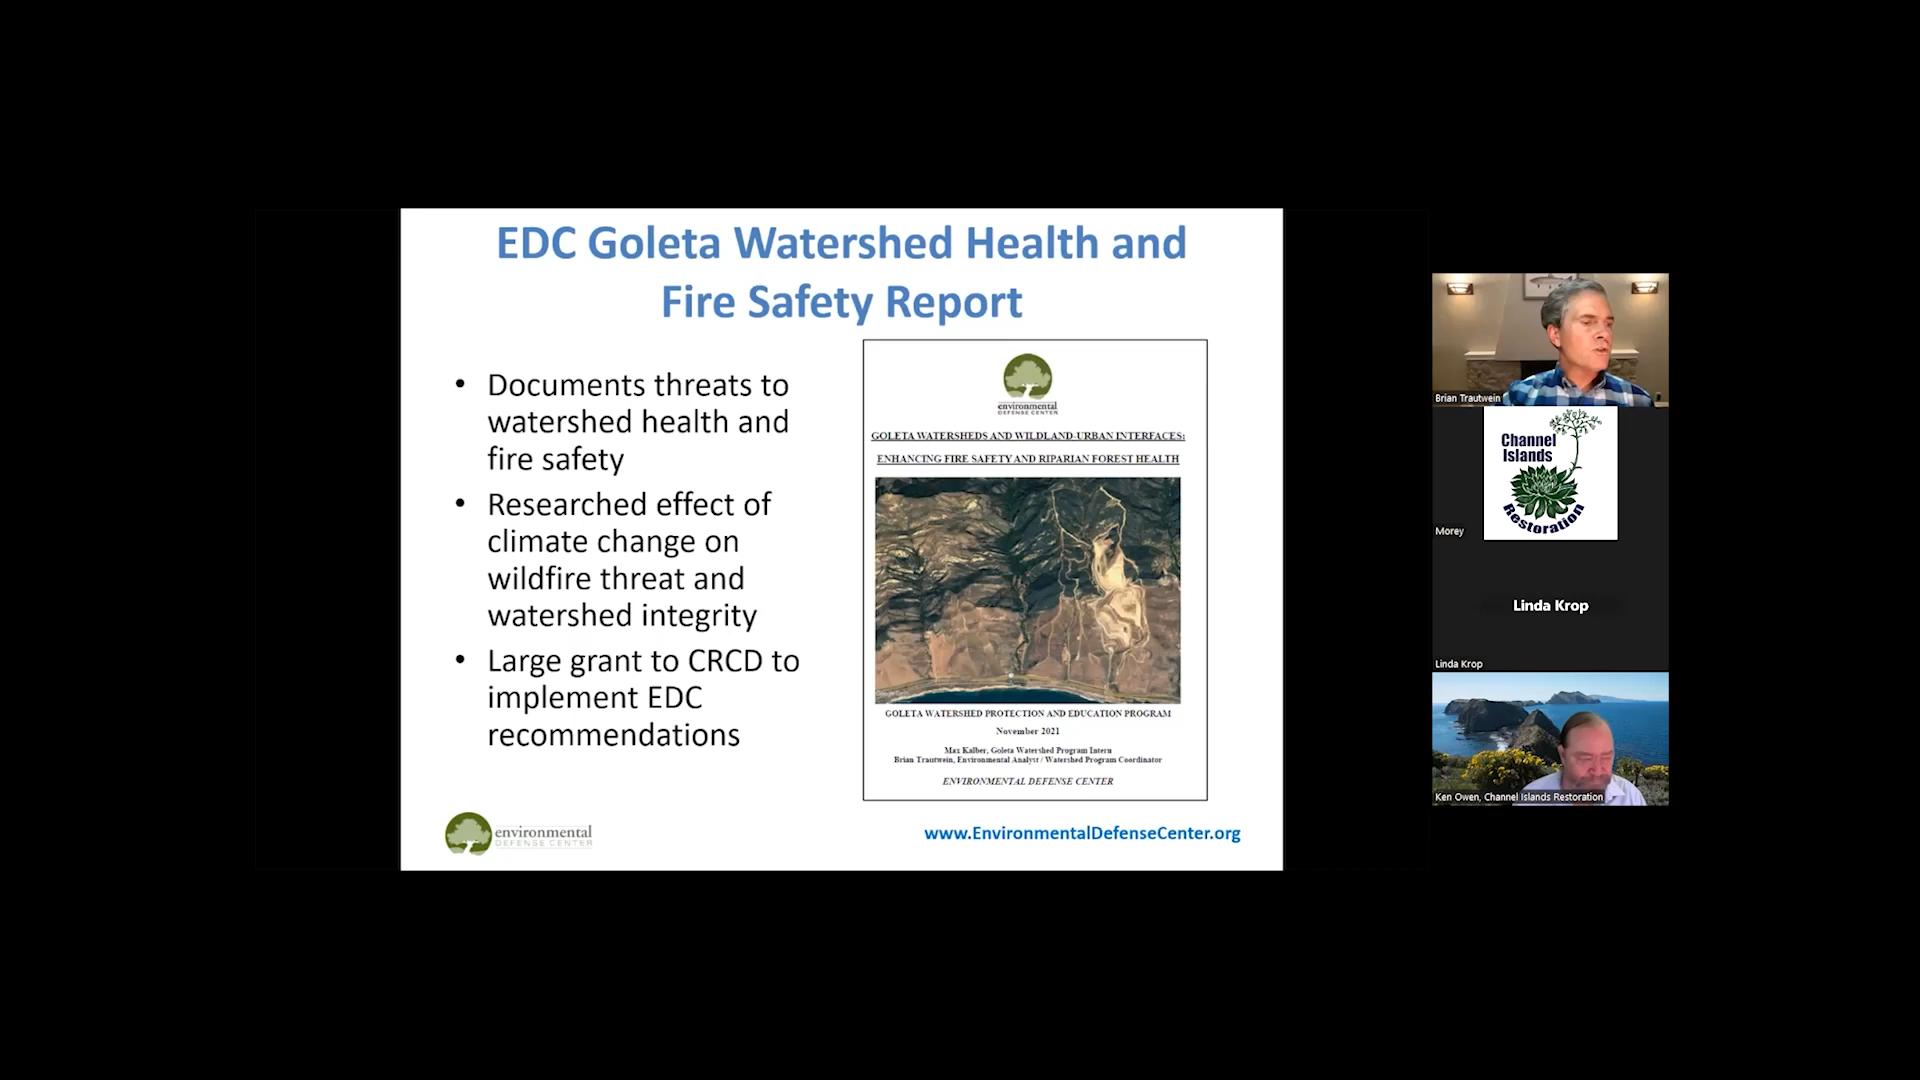 EDC Goleta Watershed Health and
Fire Safety Report
• Documents threats to
watershed health and
fire safety
• Researched effect of
climate change on
wildfire threat and
watershed integrity
• Large grant to CRCD to
implement EDC
recommendations
environmental
DEFENSE CENTER
GOLETA WATERSHEDS AND WILDLAND-URBAN INTERFACES:
ENHANCING FIRE SAFETY AND RIPARIAN FOREST HEALTH
GOLETA WATERSHED PROTECTION AND EDUCATION PROGRAM
November 2021
Max Kalber, Goleta Watershed Program Intern
Brian Trautwein, Environmental Analyst / Watershed Program Coordinator
ENVIRONMENTAL DEFENSE CENTER
environmental
DEFENSE CENTER
www.EnvironmentalDefenseCenter.org
Brian Trautwein
Channel
Islands
Restoration
Morey
Linda Krop
Linda Krop
Ken Owen, Channel Islands Restoration